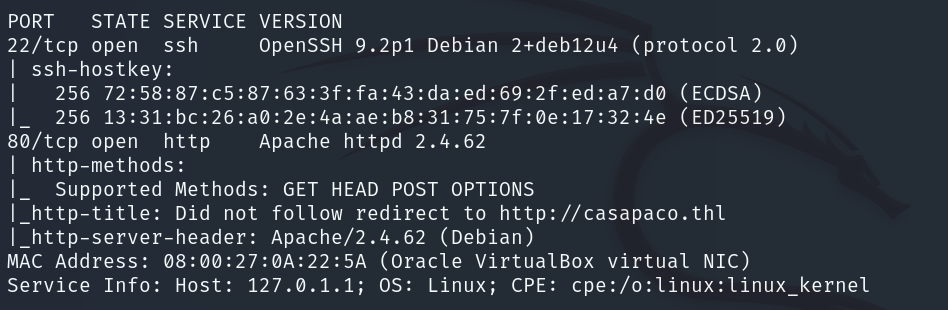 PORT   STATE SERVICE VERSION
22/tcp open  ssh     OpenSSH 9.2p1 Debian 2+deb12u4 (protocol 2.0)
| ssh-hostkey:
|   256 72:58:87:c5:87:63:3f:fa:43:da:ed:69:2f:ed:a7:d0 (ECDSA)
|_  256 13:31:bc:26:a0:2e:4a:ae:b8:31:75:7f:0e:17:32:4e (ED25519)
80/tcp open  http    Apache httpd 2.4.62
| http-methods:
|_  Supported Methods: GET HEAD POST OPTIONS
|_http-title: Did not follow redirect to http://casapaco.thl
|_http-server-header: Apache/2.4.62 (Debian)
MAC Address: 08:00:27:0A:22:5A (Oracle VirtualBox virtual NIC)
Service Info: Host: 127.0.1.1; OS: Linux; CPE: cpe:/o:linux:linux_kernel